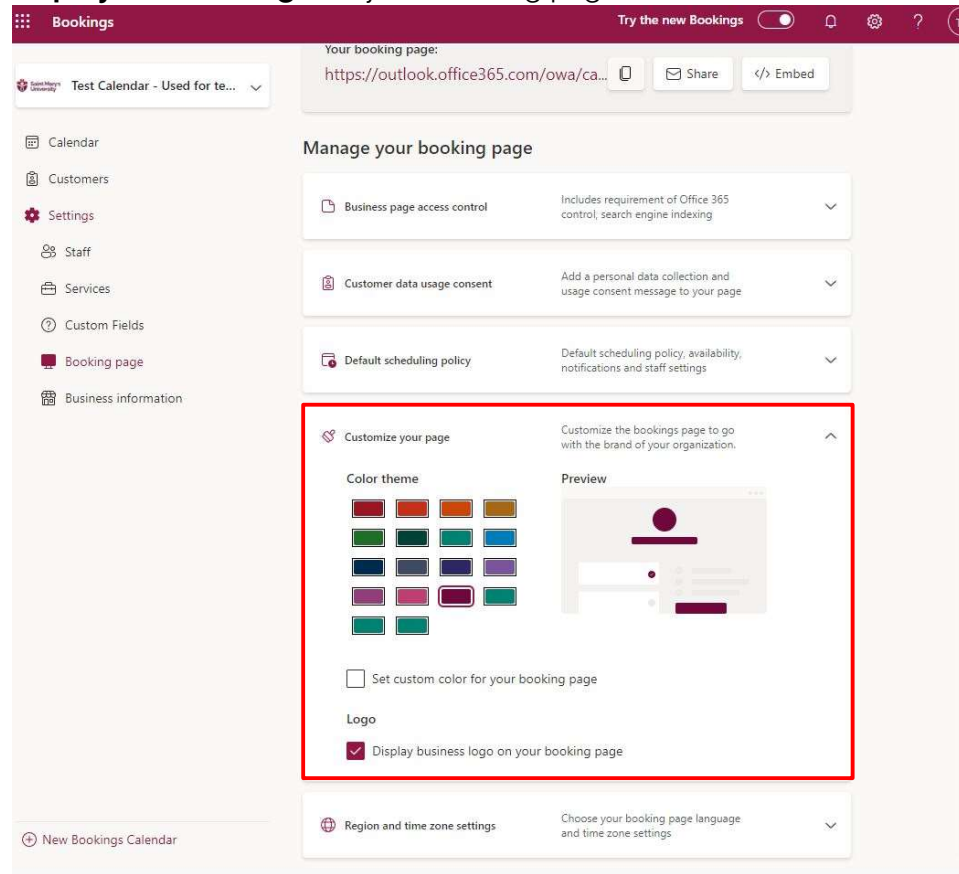 Bookings
Try the new Bookings
?
Your booking page:
https://outlook.office365.com/owa/ca...
Share
</> Embed
Saint Mary's University
Test Calendar - Used for te...
Calendar
Customers
Settings
Staff
Services
Custom Fields
Booking page
Business information
New Bookings Calendar
Manage your booking page
Business page access control
Includes requirement of Office 365
control, search engine indexing
Customer data usage consent
Add a personal data collection and
usage consent message to your page
Default scheduling policy
Default scheduling policy, availability,
notifications and staff settings
Customize your page
Customize the bookings page to go
with the brand of your organization.
Color theme
Preview
Set custom color for your booking page
Logo
Display business logo on your booking page
Region and time zone settings
Choose your booking page language
and time zone settings